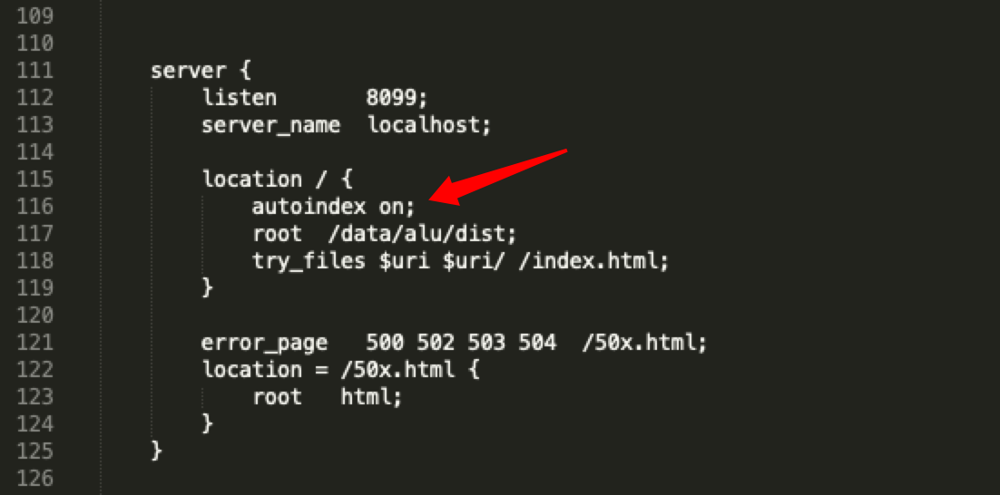 109
110
111 server {
112 listen 8099;
113 server_name localhost;
114
115 location / {
116 autoindex on;
117 root /data/alu/dist;
118 try_files $uri $uri/ /index.html;
119 }
120
121 error_page 500 502 503 504 /50x.html;
122 location = /50x.html {
123 root html;
124 }
125 }
126